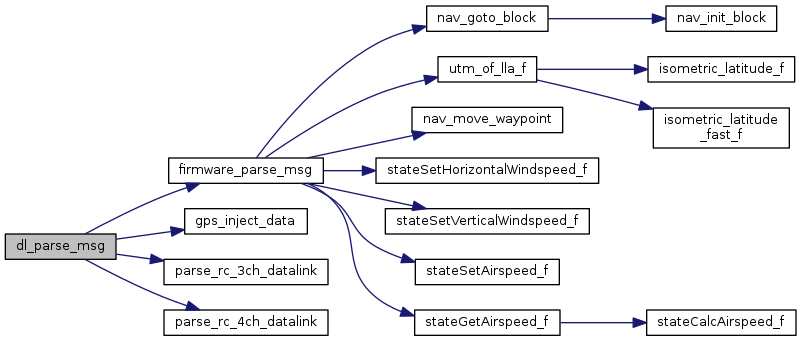 nav_goto_block
nav_init_block
utm_of_lla_f
isometric_latitude_f
nav_move_waypoint
isometric_latitude
_fast_f
firmware_parse_msg
stateSetHorizontalWindspeed_f
gps_inject_data
stateSetVerticalWindspeed_f
dl_parse_msg
parse_rc_3ch_datalink
stateSetAirspeed_f
parse_rc_4ch_datalink
stateGetAirspeed_f
stateCalcAirspeed_f